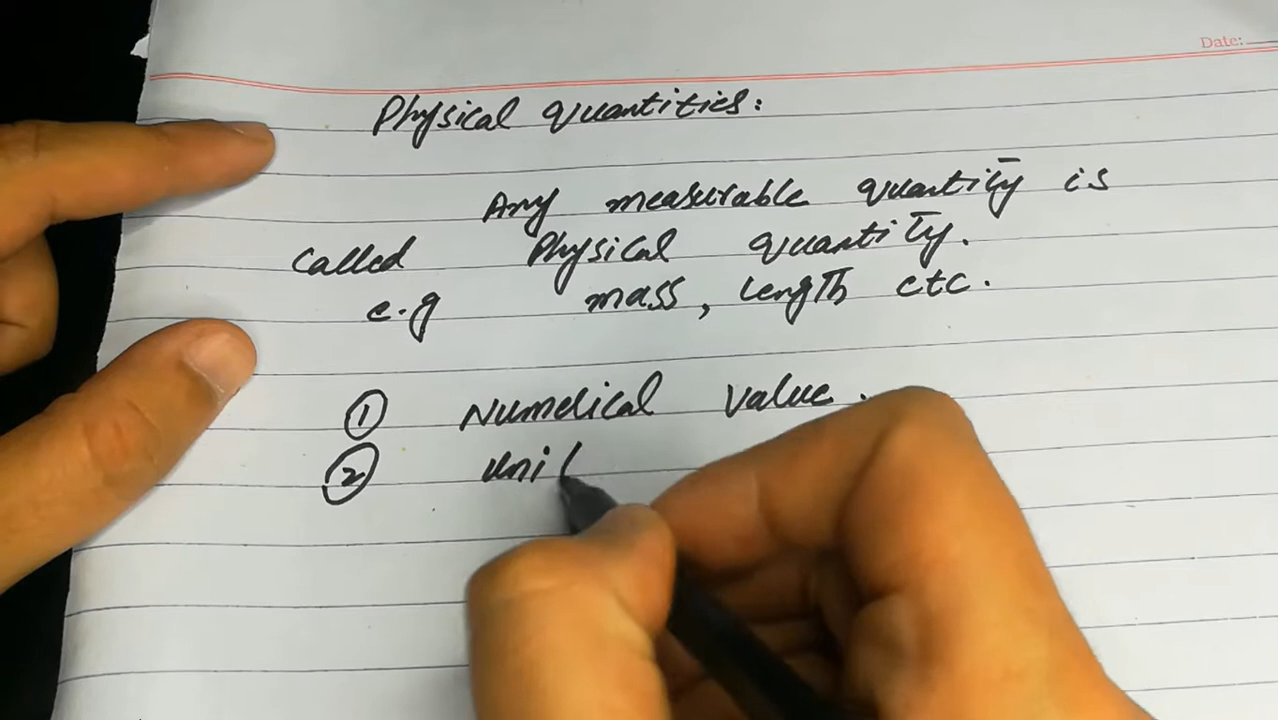 Date:
Physical quantities:
Any measurable quantity is
called Physical quantity.
e.g mass, length etc.
① Numerical value.
② Unit